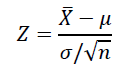 Z = (X̄ − μ) / (σ/√n)